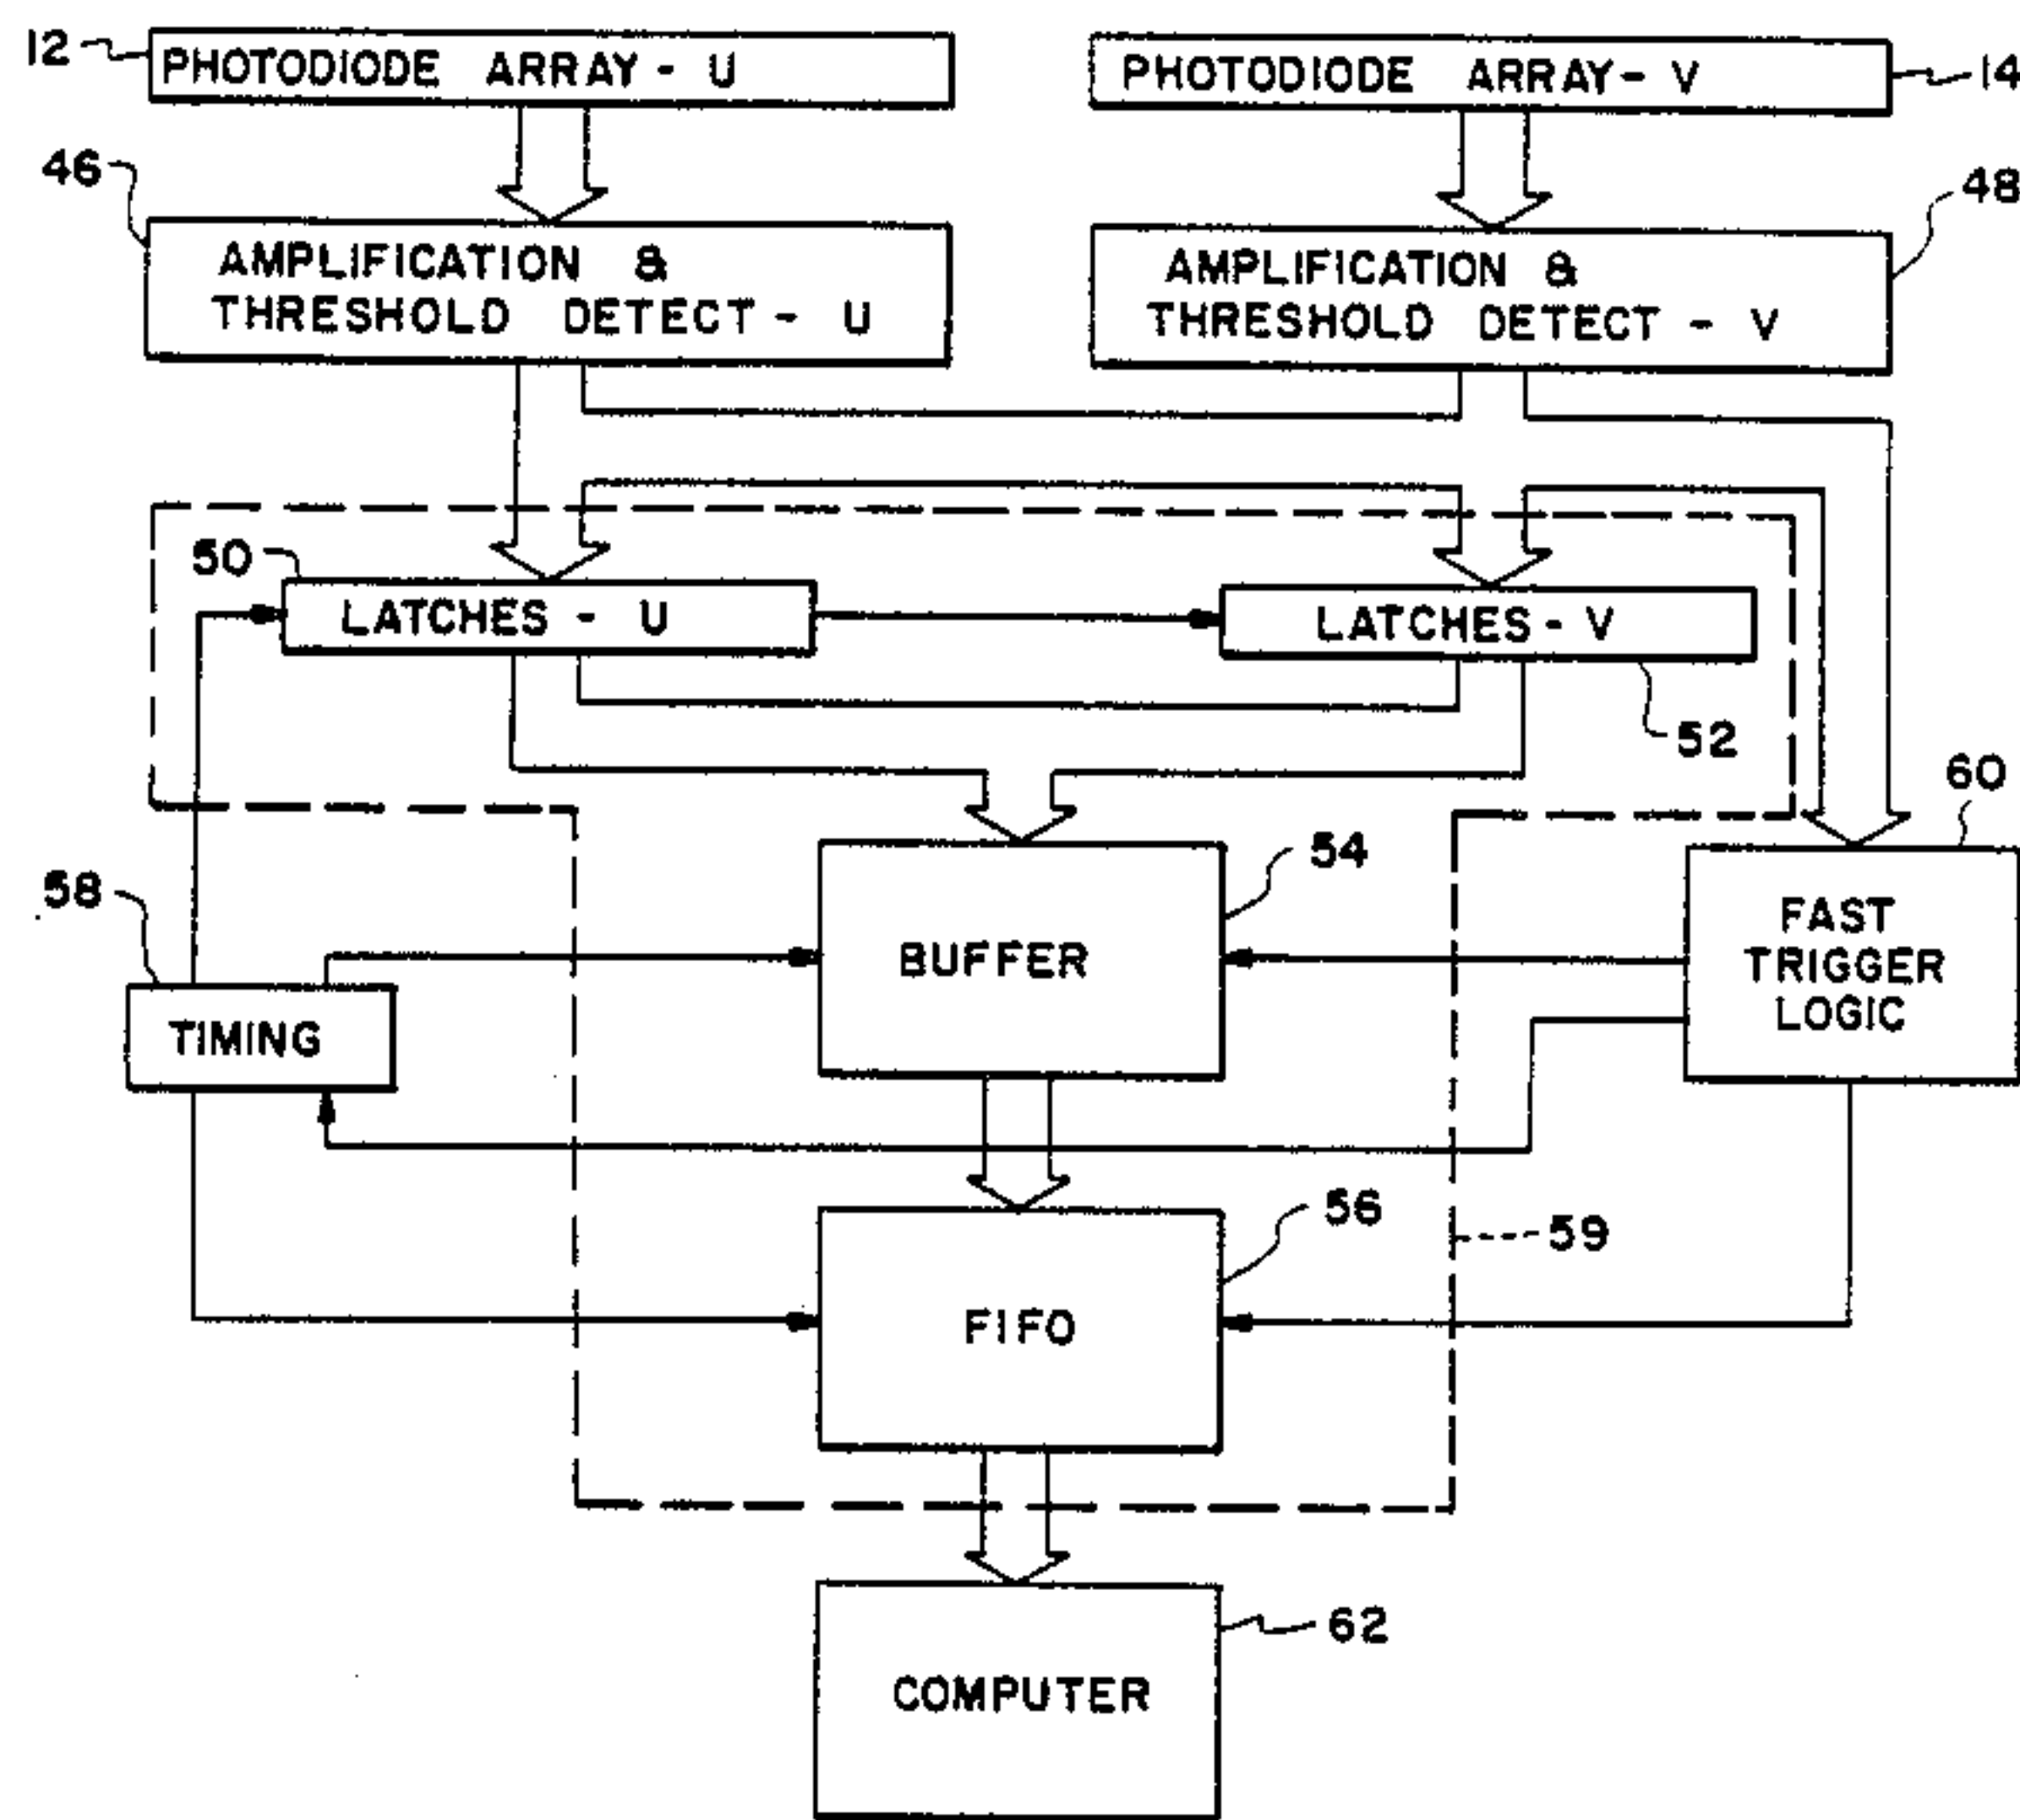 12
PHOTODIODE ARRAY - U
PHOTODIODE ARRAY - V
14
46
AMPLIFICATION &
THRESHOLD DETECT - U
AMPLIFICATION &
THRESHOLD DETECT - V
48
50
LATCHES - U
LATCHES - V
52
60
54
58
BUFFER
FAST
TRIGGER
LOGIC
TIMING
56
59
FIFO
62
COMPUTER